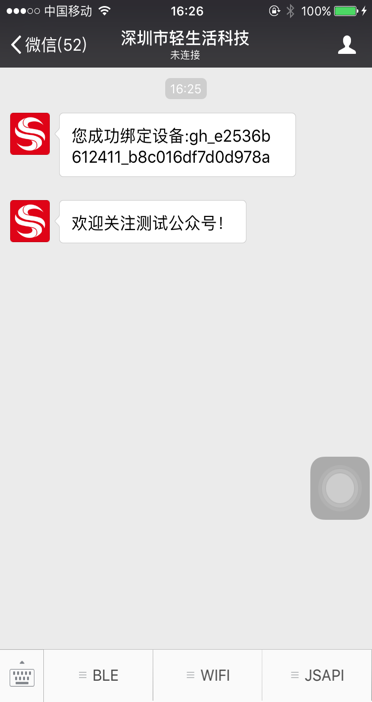 中国移动 16:26 100%
微信(52) 深圳市轻生活科技
未连接
16:25
您成功绑定设备:gh_e2536b
612411_b8c016df7d0d978a
欢迎关注测试公众号！
BLE WIFI JSAPI